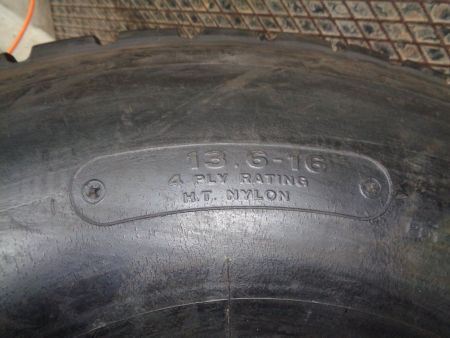 13.6-16
4 PLY RATING
H.T. NYLON